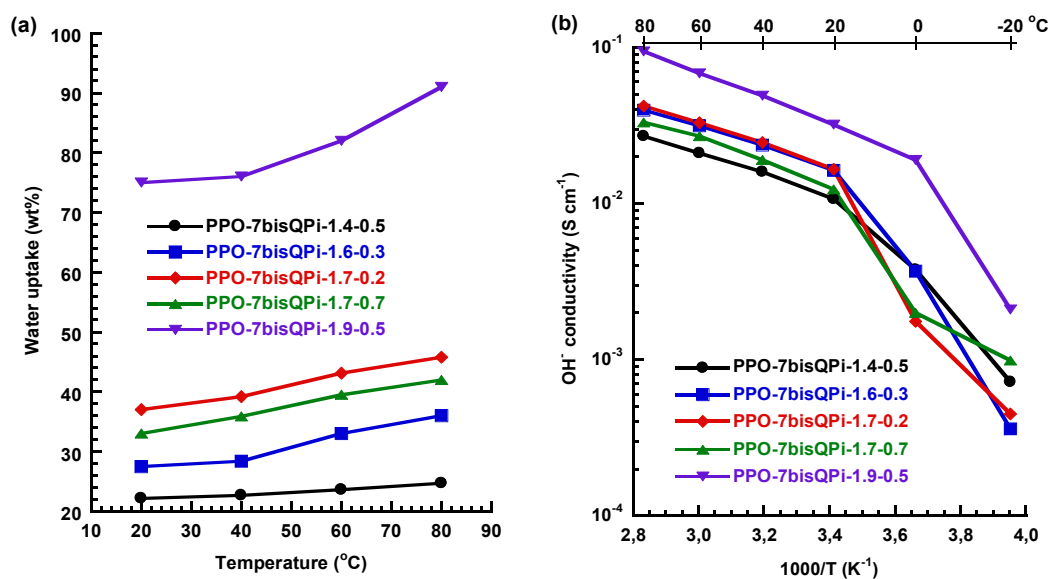 (a)
100
90
80
70
60
50
40
30
20
Water uptake (wt%)
PPO-7bisQPi-1.4-0.5
PPO-7bisQPi-1.6-0.3
PPO-7bisQPi-1.7-0.2
PPO-7bisQPi-1.7-0.7
PPO-7bisQPi-1.9-0.5
10 20 30 40 50 60 70 80 90
Temperature (°C)
(b)
80 60 40 20 0 -20 °C
10⁻¹
10⁻²
10⁻³
10⁻⁴
OH⁻ conductivity (S cm⁻¹)
PPO-7bisQPi-1.4-0.5
PPO-7bisQPi-1.6-0.3
PPO-7bisQPi-1.7-0.2
PPO-7bisQPi-1.7-0.7
PPO-7bisQPi-1.9-0.5
2,8 3,0 3,2 3,4 3,6 3,8 4,0
1000/T (K⁻¹)